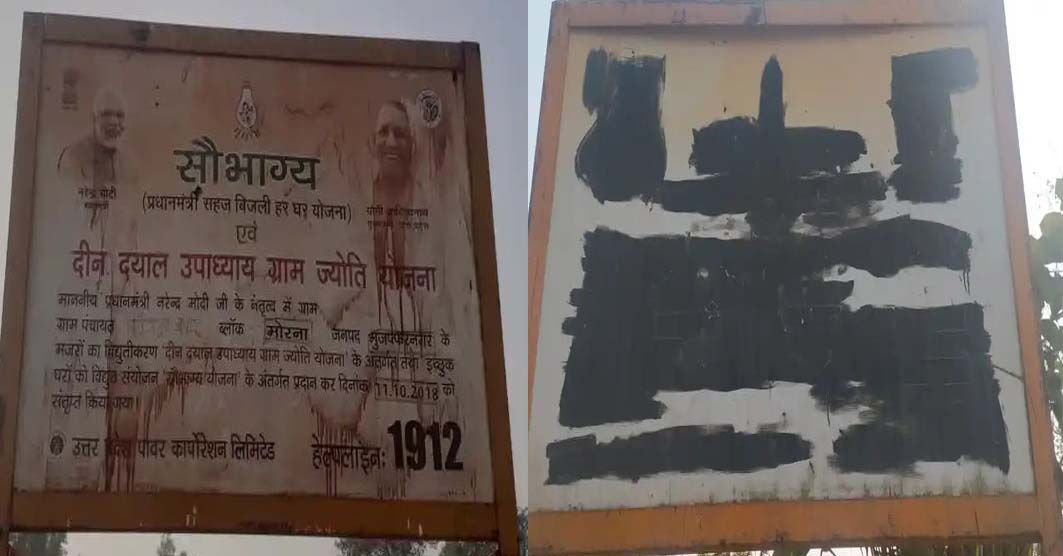 सौभाग्य
(प्रधानमंत्री सहज बिजली हर घर योजना)
नरेन्द्र मोदी
योगी आदित्यनाथ
एवं
दीन दयाल उपाध्याय ग्राम ज्योति योजना
माननीय प्रधानमंत्री नरेन्द्र मोदी जी के नेतृत्व में ग्राम
ग्राम पंचायत ब्लॉक मोरना जनपद मुजफ्फरनगर के
मजरों का विद्युतीकरण 'दीन दयाल उपाध्याय ग्राम ज्योति योजना' के अंतर्गत तथा इच्छुक
घरों को विद्युत संयोजन 'सौभाग्य योजना' के अंतर्गत प्रदान कर दिनांक 11.10.2018 को
संतृप्त किया गया।
उत्तर प्रदेश पावर कार्पोरेशन लिमिटेड हेल्पलाइन: 1912